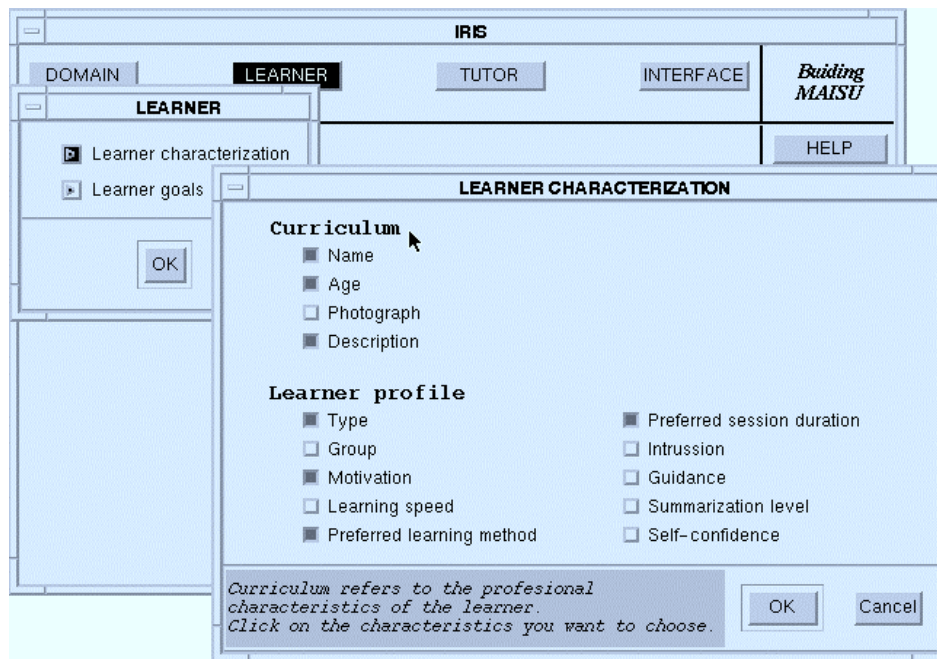 IRIS
DOMAIN LEARNER TUTOR INTERFACE Buiding
MAISU
HELP
LEARNER
Learner characterization
Learner goals
OK
LEARNER CHARACTERIZATION
Curriculum
Name
Age
Photograph
Description
Learner profile
Type Preferred session duration
Group Intrussion
Motivation Guidance
Learning speed Summarization level
Preferred learning method Self-confidence
Curriculum refers to the profesional
characteristics of the learner.
Click on the characteristics you want to choose.
OK Cancel